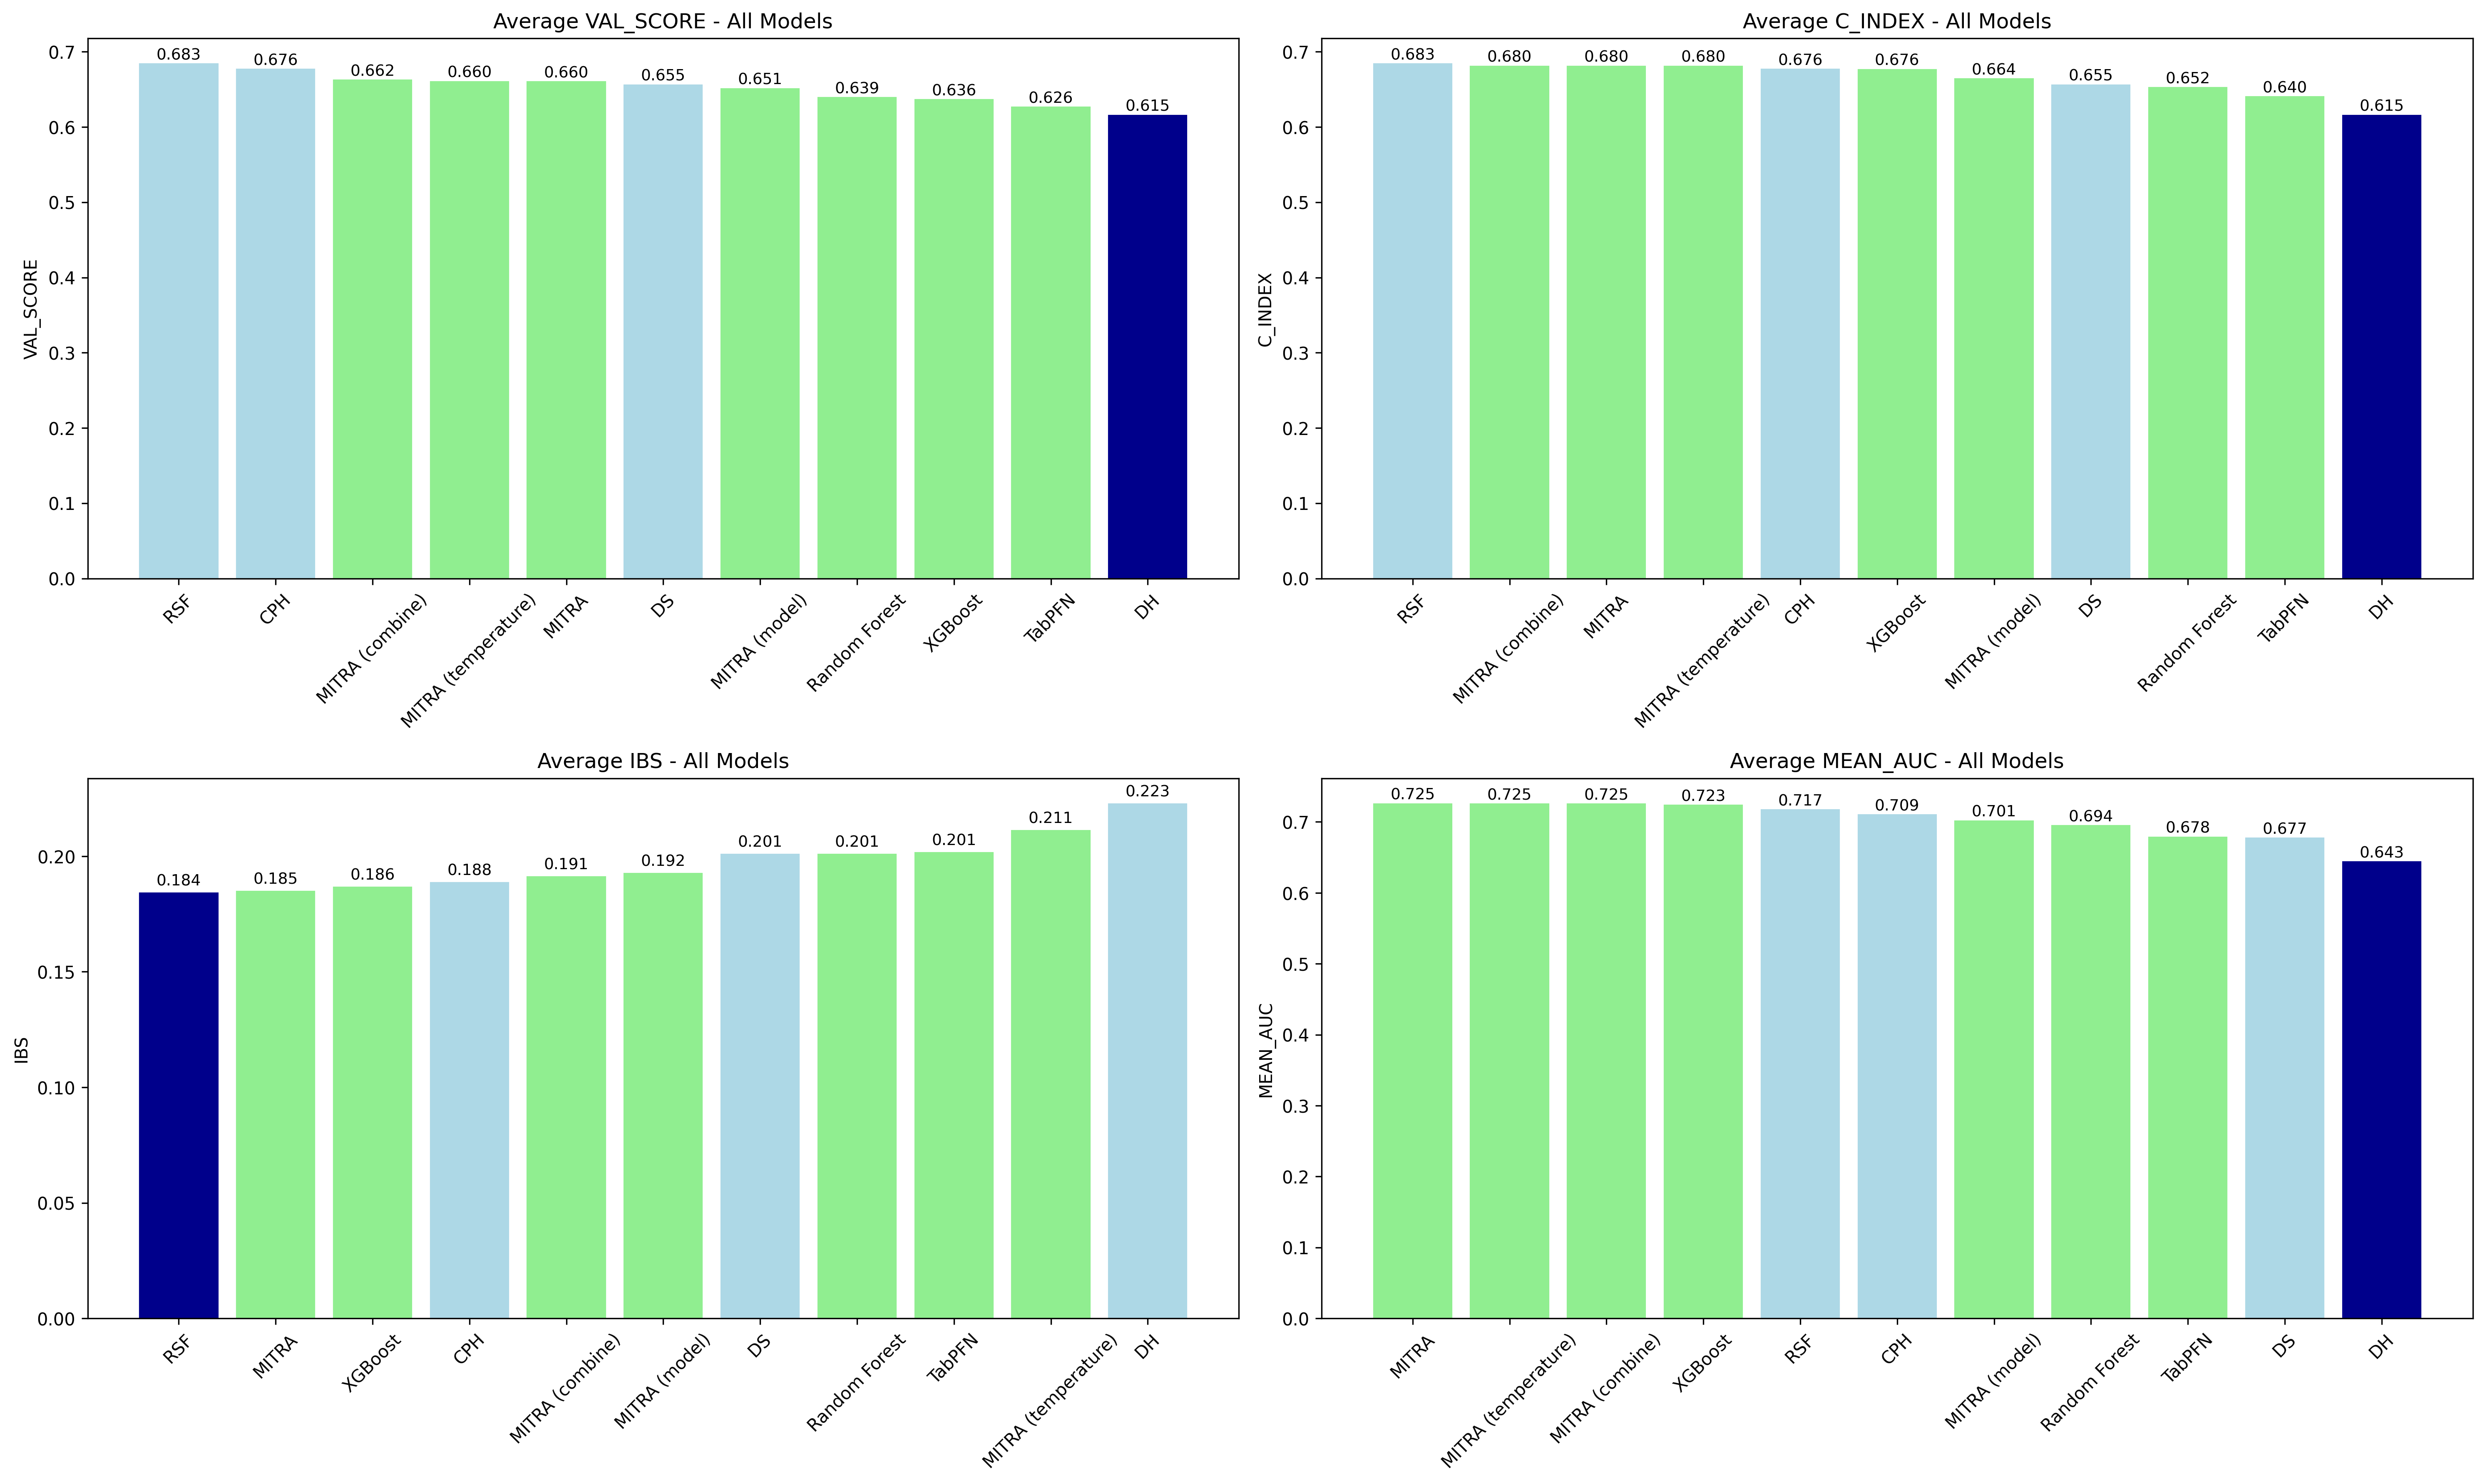 Average VAL_SCORE - All Models
VAL_SCORE
0.7
0.6
0.5
0.4
0.3
0.2
0.1
0.0
0.683
0.676
0.662
0.660
0.660
0.655
0.651
0.639
0.636
0.626
0.615
RSF
CPH
MITRA (combine)
MITRA (temperature)
MITRA
DS
MITRA (model)
Random Forest
XGBoost
TabPFN
DH
Average C_INDEX - All Models
C_INDEX
0.7
0.6
0.5
0.4
0.3
0.2
0.1
0.0
0.683
0.680
0.680
0.680
0.676
0.676
0.664
0.655
0.652
0.640
0.615
RSF
MITRA (combine)
MITRA
MITRA (temperature)
CPH
XGBoost
MITRA (model)
DS
Random Forest
TabPFN
DH
Average IBS - All Models
IBS
0.20
0.15
0.10
0.05
0.00
0.184
0.185
0.186
0.188
0.191
0.192
0.201
0.201
0.201
0.211
0.223
RSF
MITRA
XGBoost
CPH
MITRA (combine)
MITRA (model)
DS
Random Forest
TabPFN
MITRA (temperature)
DH
Average MEAN_AUC - All Models
MEAN_AUC
0.7
0.6
0.5
0.4
0.3
0.2
0.1
0.0
0.725
0.725
0.725
0.723
0.717
0.709
0.701
0.694
0.678
0.677
0.643
MITRA
MITRA (temperature)
MITRA (combine)
XGBoost
RSF
CPH
MITRA (model)
Random Forest
TabPFN
DS
DH